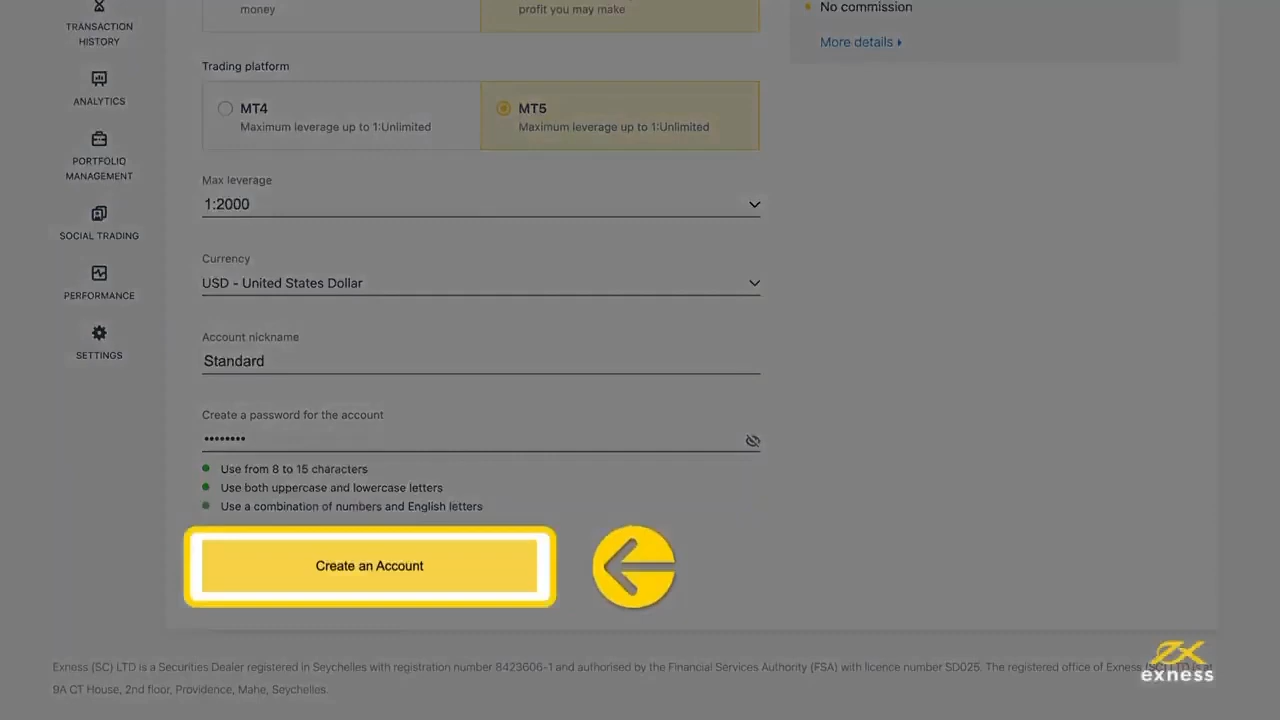 TRANSACTION
HISTORY
ANALYTICS
PORTFOLIO
MANAGEMENT
SOCIAL TRADING
PERFORMANCE
SETTINGS
money
profit you may make
Trading platform
MT4
Maximum leverage up to 1:Unlimited
MT5
Maximum leverage up to 1:Unlimited
Max leverage
1:2000
Currency
USD - United States Dollar
Account nickname
Standard
Create a password for the account
••••••••
Use from 8 to 15 characters
Use both uppercase and lowercase letters
Use a combination of numbers and English letters
Create an Account
No commission
More details
Exness (SC) LTD is a Securities Dealer registered in Seychelles with registration number 8423606-1 and authorised by the Financial Services Authority (FSA) with licence number SD025. The registered office of Exness (SC) LTD is at
9A CT House, 2nd floor, Providence, Mahe, Seychelles.
ex
exness